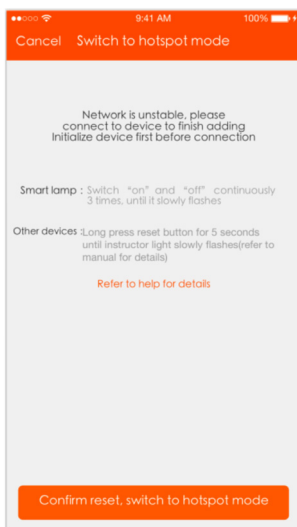 9:41 AM 100%
Cancel Switch to hotspot mode
Network is unstable, please
connect to device to finish adding
Initialize device first before connection
Smart lamp : Switch "on" and "off" continuously
3 times, until it slowly flashes
Other devices :Long press reset button for 5 seconds
until instructor light slowly flashes(refer to
manual for details)
Refer to help for details
Confirm reset, switch to hotspot mode